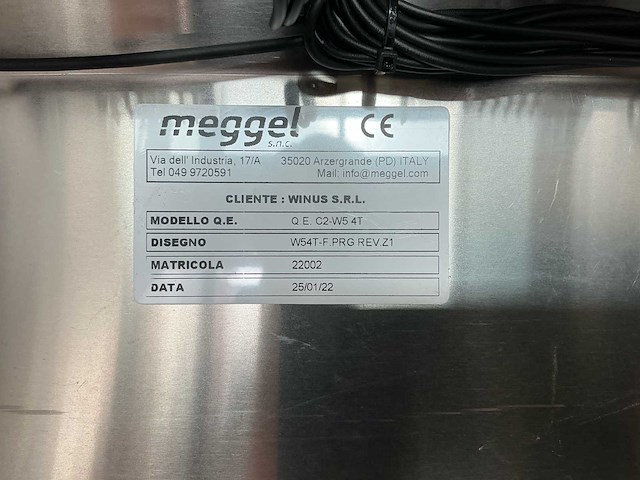 meggel CE
s.n.c.
Via dell' Industria, 17/A 35020 Arzergrande (PD) ITALY
Tel 049 9720591 Mail: info@meggel.com
CLIENTE : WINUS S.R.L.
MODELLO Q.E. Q.E. C2-W5 4T
DISEGNO W54T-F.PRG REV.Z1
MATRICOLA 22002
DATA 25/01/22